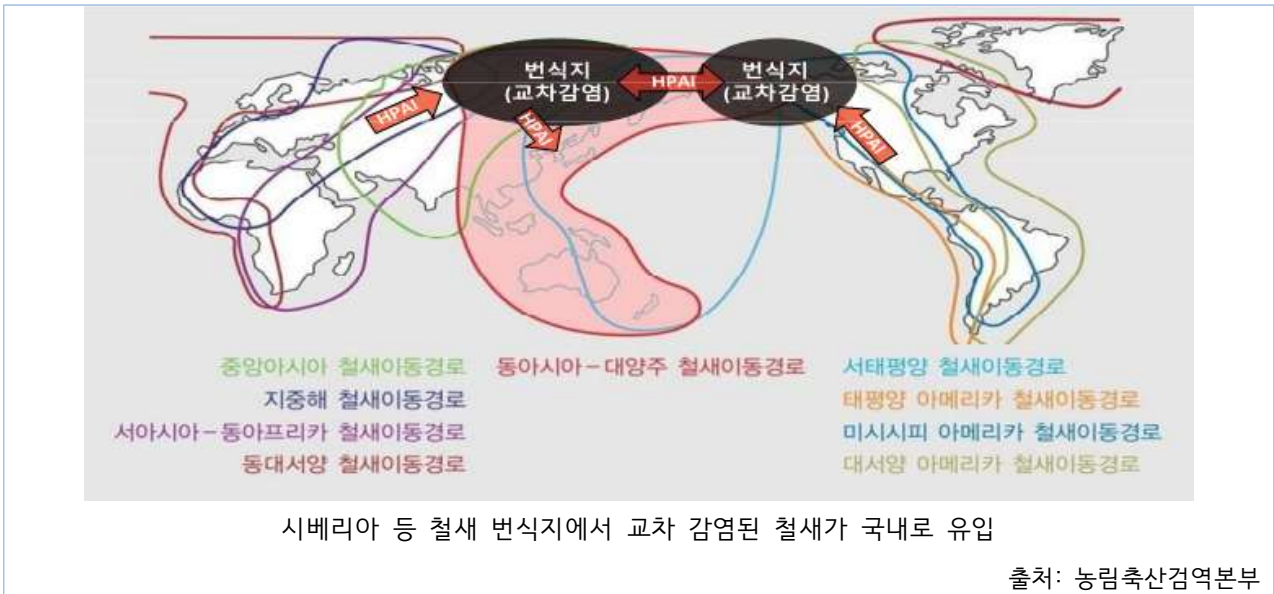 번식지
(교차감염)
HPAI
번식지
(교차감염)
HPAI
HPAI
HPAI
중앙아시아 철새이동경로
지중해 철새이동경로
서아시아-동아프리카 철새이동경로
동대서양 철새이동경로
동아시아-대양주 철새이동경로
서태평양 철새이동경로
태평양 아메리카 철새이동경로
미시시피 아메리카 철새이동경로
대서양 아메리카 철새이동경로
시베리아 등 철새 번식지에서 교차 감염된 철새가 국내로 유입
출처: 농림축산검역본부